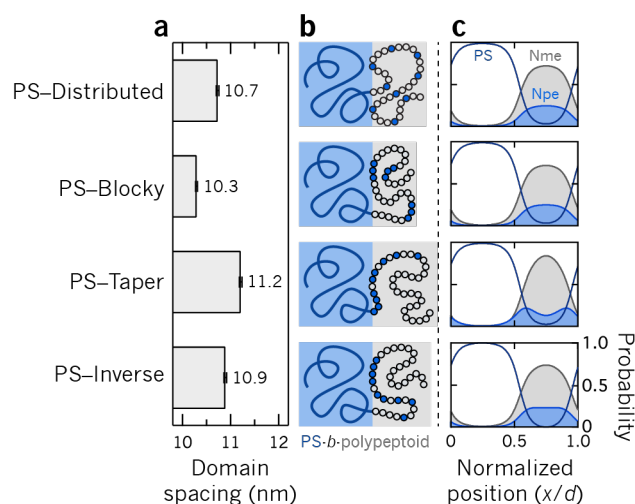 a
b
c
PS–Distributed
PS–Blocky
PS–Taper
PS–Inverse
10.7
10.3
11.2
10.9
10 11 12
Domain
spacing (nm)
PS-b-polypeptoid
PS
Nme
Npe
1.0
0.5
0
Probability
0 0.5 1.0
Normalized
position (x/d)